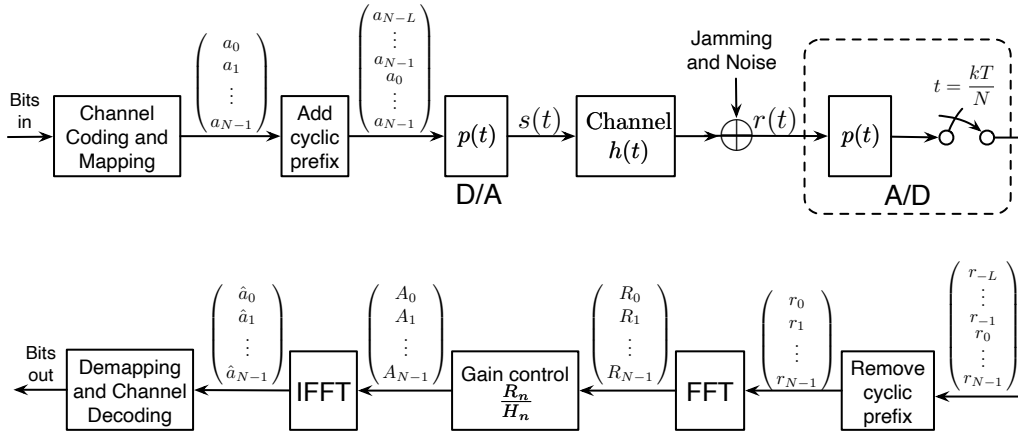 Bits
in
Channel
Coding and
Mapping
a_0
a_1
⋮
a_{N−1}
Add
cyclic
prefix
a_{N−L}
⋮
a_{N−1}
a_0
⋮
a_{N−1}
p(t)
D/A
s(t)
Channel
h(t)
Jamming
and Noise
r(t)
p(t)
t = kT/N
A/D
Bits
out
Demapping
and Channel
Decoding
â_0
â_1
⋮
â_{N−1}
IFFT
A_0
A_1
⋮
A_{N−1}
Gain control
R_n/H_n
R_0
R_1
⋮
R_{N−1}
FFT
r_0
r_1
⋮
r_{N−1}
Remove
cyclic
prefix
r_{−L}
⋮
r_{−1}
r_0
⋮
r_{N−1}